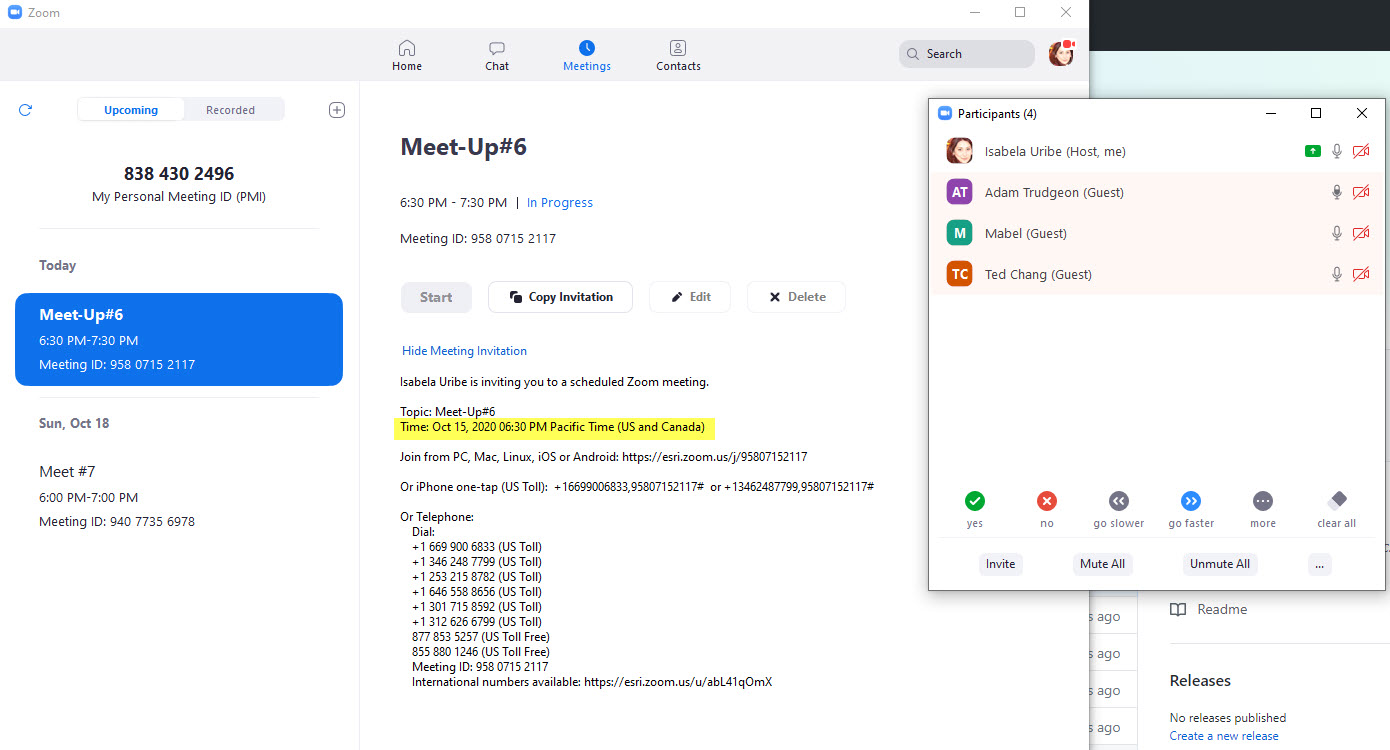 Zoom
Home
Chat
Meetings
Contacts
Search
Upcoming
Recorded
838 430 2496
My Personal Meeting ID (PMI)
Today
Meet-Up#6
6:30 PM-7:30 PM
Meeting ID: 958 0715 2117
Sun, Oct 18
Meet #7
6:00 PM-7:00 PM
Meeting ID: 940 7735 6978
Meet-Up#6
6:30 PM - 7:30 PM | In Progress
Meeting ID: 958 0715 2117
Start
Copy Invitation
Edit
Delete
Hide Meeting Invitation
Isabela Uribe is inviting you to a scheduled Zoom meeting.
Topic: Meet-Up#6
Time: Oct 15, 2020 06:30 PM Pacific Time (US and Canada)
Join from PC, Mac, Linux, iOS or Android: https://esri.zoom.us/j/95807152117
Or iPhone one-tap (US Toll): +16699006833,95807152117# or +13462487799,95807152117#
Or Telephone:
Dial:
+1 669 900 6833 (US Toll)
+1 346 248 7799 (US Toll)
+1 253 215 8782 (US Toll)
+1 646 558 8656 (US Toll)
+1 301 715 8592 (US Toll)
+1 312 626 6799 (US Toll)
877 853 5257 (US Toll Free)
855 880 1246 (US Toll Free)
Meeting ID: 958 0715 2117
International numbers available: https://esri.zoom.us/u/abL41qOmX
Participants (4)
Isabela Uribe (Host, me)
AT Adam Trudgeon (Guest)
M Mabel (Guest)
TC Ted Chang (Guest)
yes
no
go slower
go faster
more
clear all
Invite
Mute All
Unmute All
...
s ago
s ago
s ago
s ago
Readme
Releases
No releases published
Create a new release